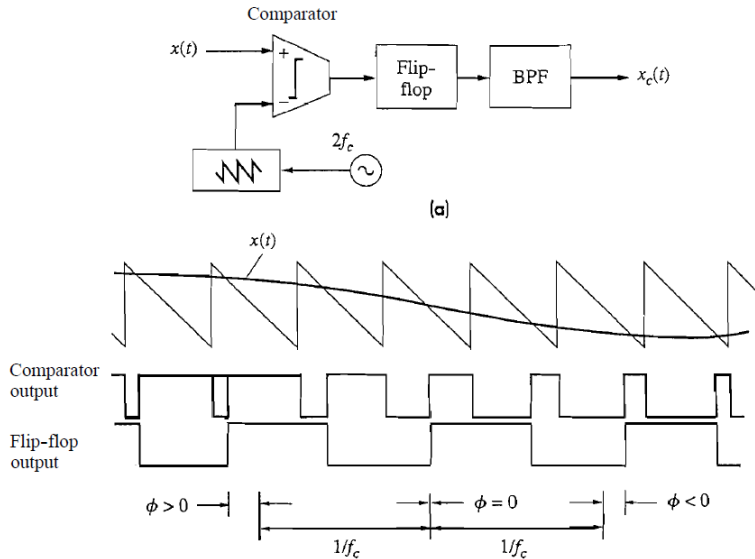 Comparator
x(t)
+
−
Flip-
flop
BPF
x_c(t)
2f_c
(a)
x(t)
Comparator
output
Flip-flop
output
ϕ > 0
ϕ = 0
ϕ < 0
1/f_c
1/f_c